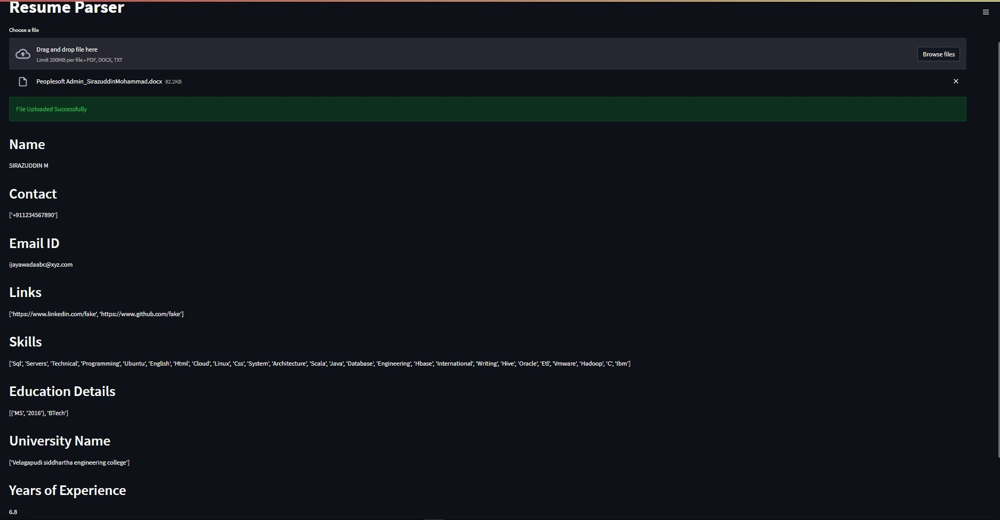 Resume Parser
Choose a file
Drag and drop file here
Limit 200MB per file • PDF, DOCX, TXT
Browse files
Peoplesoft Admin_SirazuddinMohammad.docx 82.2KB
File Uploaded Successfully
Name
SIRAZUDDIN M
Contact
['+911234567890']
Email ID
ijayawadaabc@xyz.com
Links
['https://www.linkedin.com/fake', 'https://www.github.com/fake']
Skills
['Sql', 'Servers', 'Technical', 'Programming', 'Ubuntu', 'English', 'Html', 'Cloud', 'Linux', 'Css', 'System', 'Architecture', 'Scala', 'Java', 'Database', 'Engineering', 'Hbase', 'International', 'Writing', 'Hive', 'Oracle', 'Etl', 'Vmware', 'Hadoop', 'C', 'Ibm']
Education Details
[('MS', '2016'), 'BTech']
University Name
['Velagapudi siddhartha engineering college']
Years of Experience
6.8